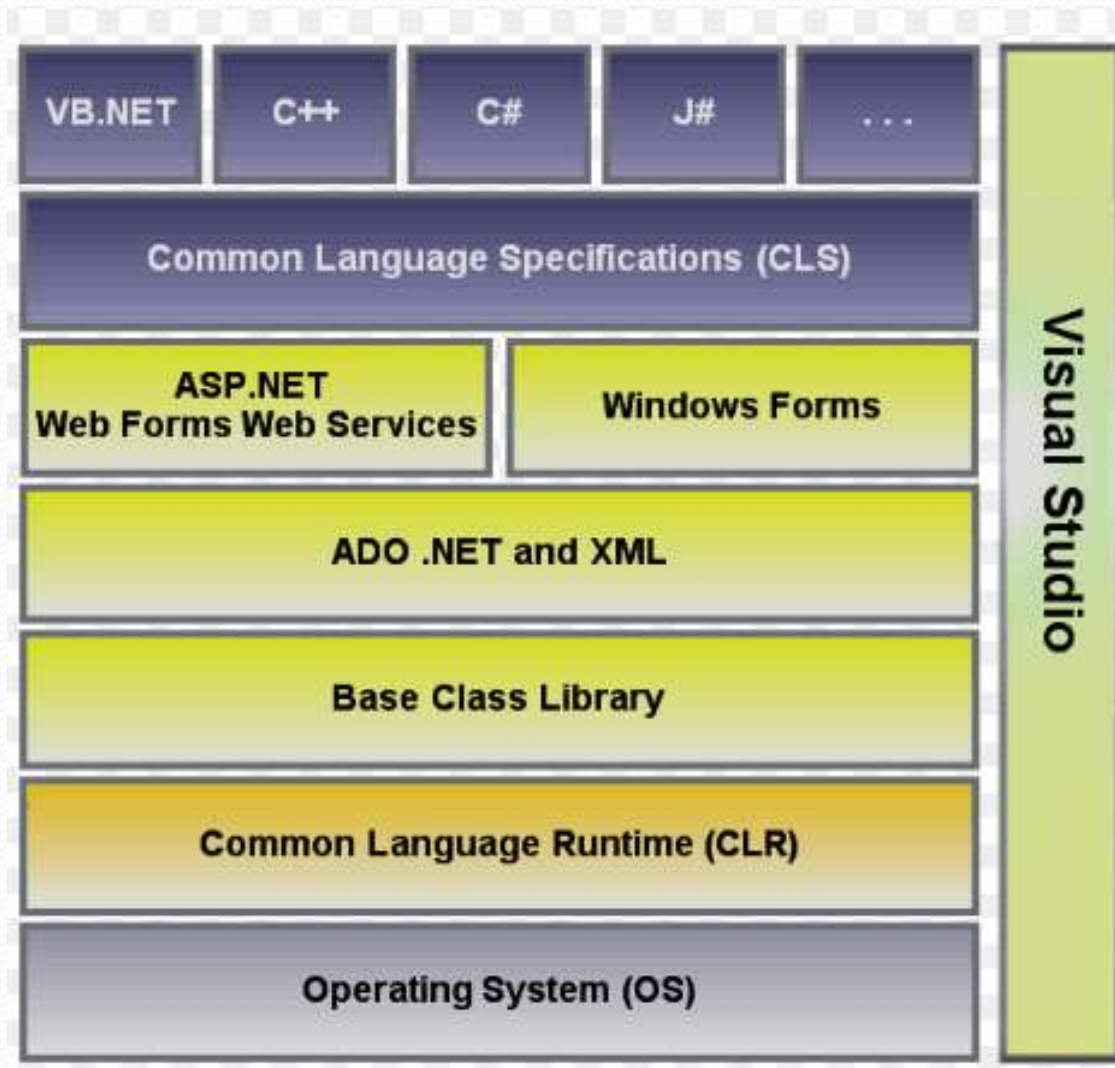 VB.NET
C++
C#
J#
. . .
Common Language Specifications (CLS)
ASP.NET
Web Forms Web Services
Windows Forms
ADO .NET and XML
Base Class Library
Common Language Runtime (CLR)
Operating System (OS)
Visual Studio